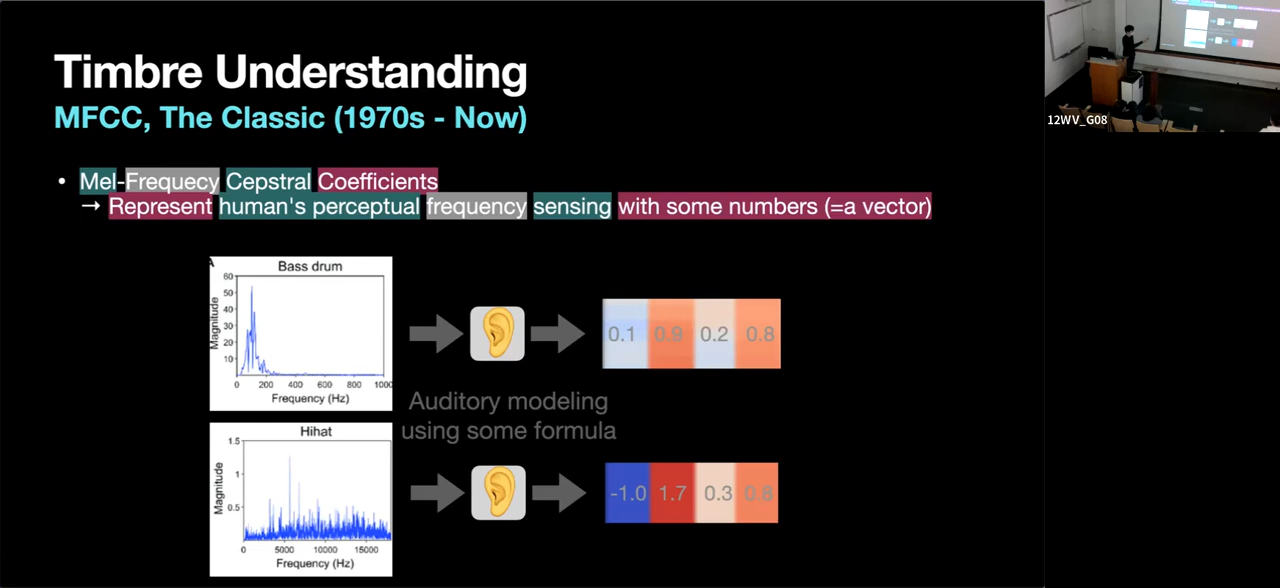 Timbre Understanding
MFCC, The Classic (1970s - Now)
• Mel-Frequecy Cepstral Coefficients
→ Represent human's perceptual frequency sensing with some numbers (=a vector)
A
Bass drum
Magnitude
60
50
40
30
20
10
0 200 400 600 800 1000
Frequency (Hz)
0.1 0.9 0.2 0.8
Auditory modeling
using some formula
Hihat
Magnitude
1.5
1
0.5
0 5000 10000 15000
Frequency (Hz)
-1.0 1.7 0.3 0.8
12WV_G08